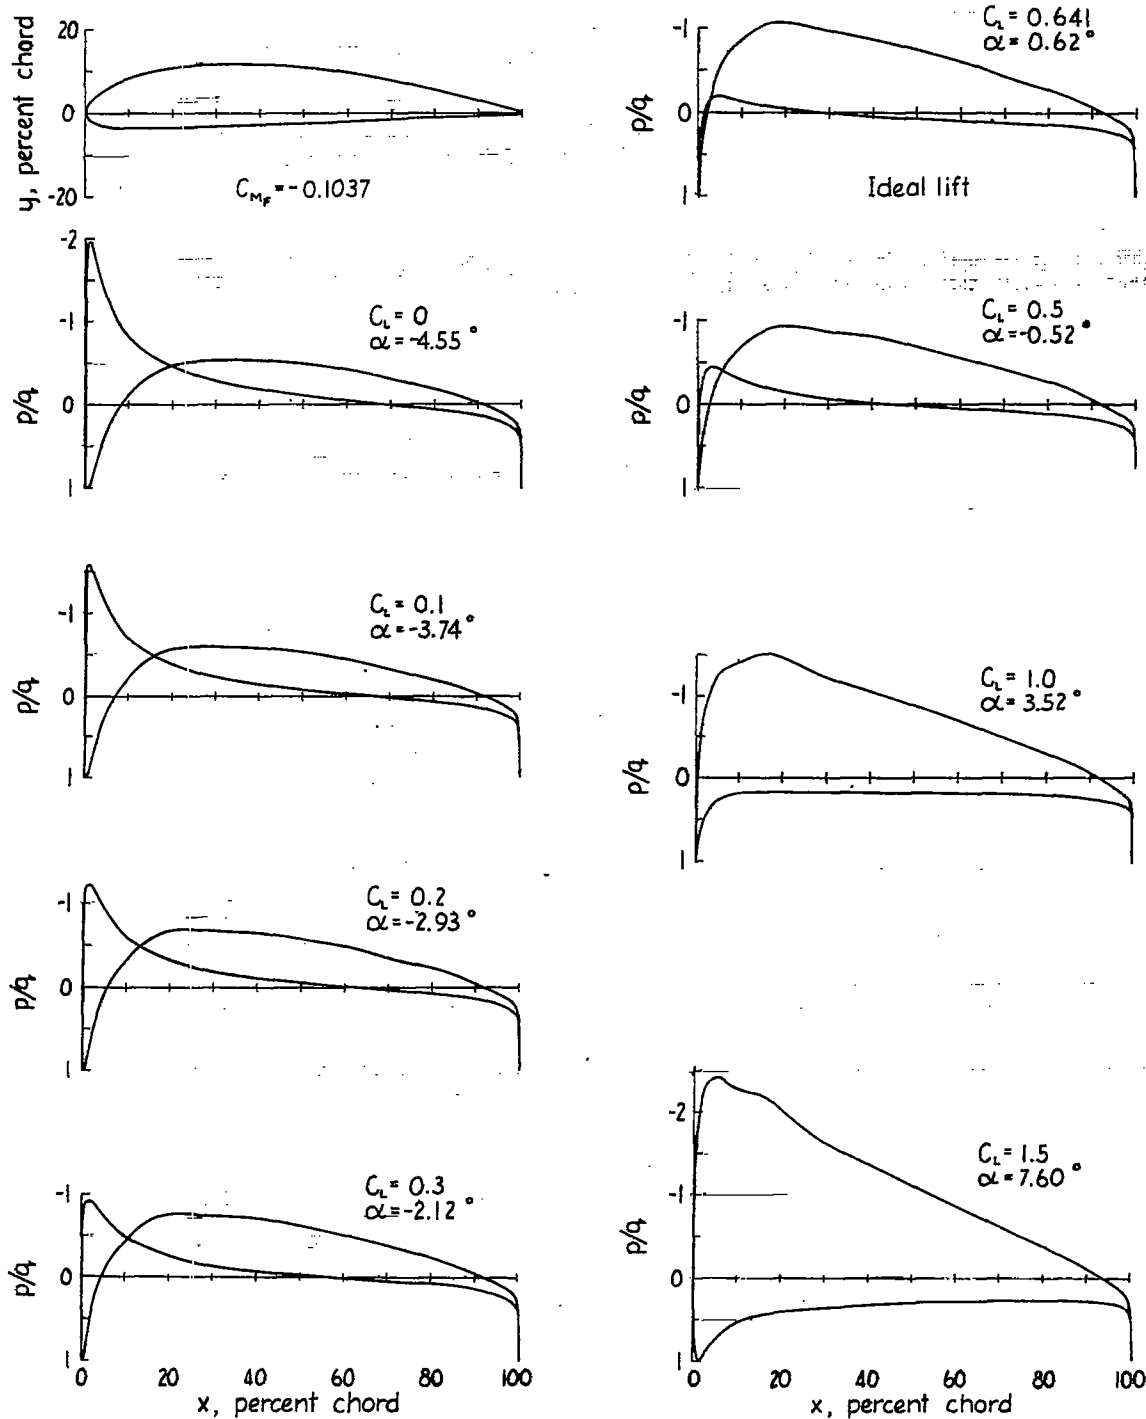 y, percent chord
20
0
-20
C_MF = -0.1037
p/q
-2
-1
0
1
C_L = 0
α = -4.55°
p/q
-1
0
1
C_L = 0.1
α = -3.74°
p/q
-1
0
1
C_L = 0.2
α = -2.93°
p/q
-1
0
1
C_L = 0.3
α = -2.12°
0 20 40 60 80 100
x, percent chord
p/q
-1
0
1
C_L = 0.641
α = 0.62°
Ideal lift
p/q
-1
0
1
C_L = 0.5
α = -0.52°
p/q
-1
0
1
C_L = 1.0
α = 3.52°
p/q
-2
-1
0
1
C_L = 1.5
α = 7.60°
0 20 40 60 80 100
x, percent chord